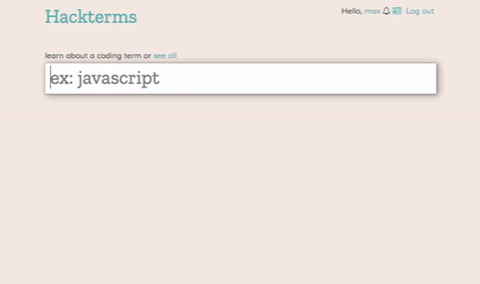 Hackterms
Hello, max Log out
learn about a coding term or see all
ex: javascript